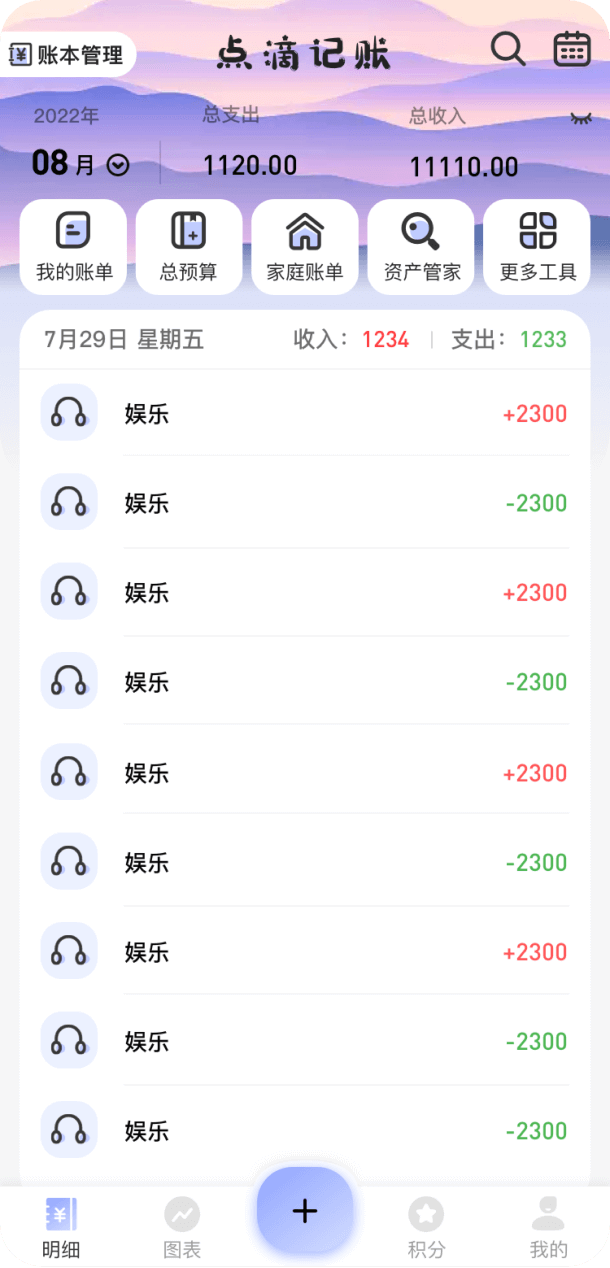 账本管理
点滴记账
2022年 总支出 总收入
08月 1120.00 11110.00
我的账单 总预算 家庭账单 资产管家 更多工具
7月29日 星期五 收入： 1234 支出： 1233
娱乐 +2300
娱乐 -2300
娱乐 +2300
娱乐 -2300
娱乐 +2300
娱乐 -2300
娱乐 +2300
娱乐 -2300
娱乐 -2300
明细 图表 + 积分 我的